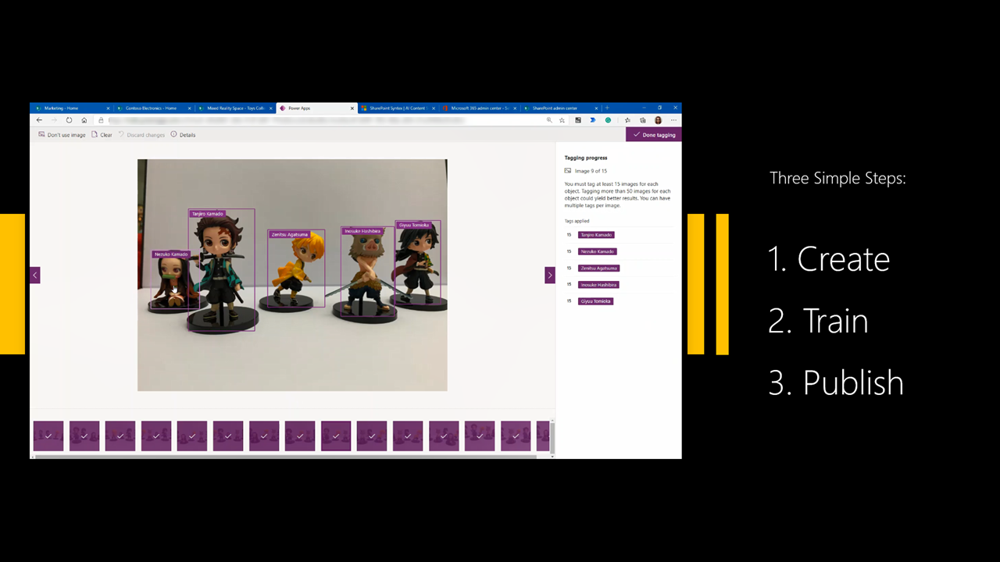 Marketing - Home
Contoso Electronics - Home
Mixed Reality Space - Toys Coll
Power Apps
SharePoint Syntex | AI Content
Microsoft 365 admin center - S
SharePoint admin center
Don't use image
Clear
Discard changes
Details
Done tagging
Tanjiro Kamado
Nezuko Kamado
Zenitsu Agatsuma
Inosuke Hashibira
Giyuu Tomioka
Tagging progress
Image 9 of 15
You must tag at least 15 images for each
object. Tagging more than 50 images for each
object could yield better results. You can have
multiple tags per image.
Tags applied
15 Tanjiro Kamado
15 Nezuko Kamado
15 Zenitsu Agatsuma
15 Inosuke Hashibira
15 Giyuu Tomioka
Three Simple Steps:
1. Create
2. Train
3. Publish